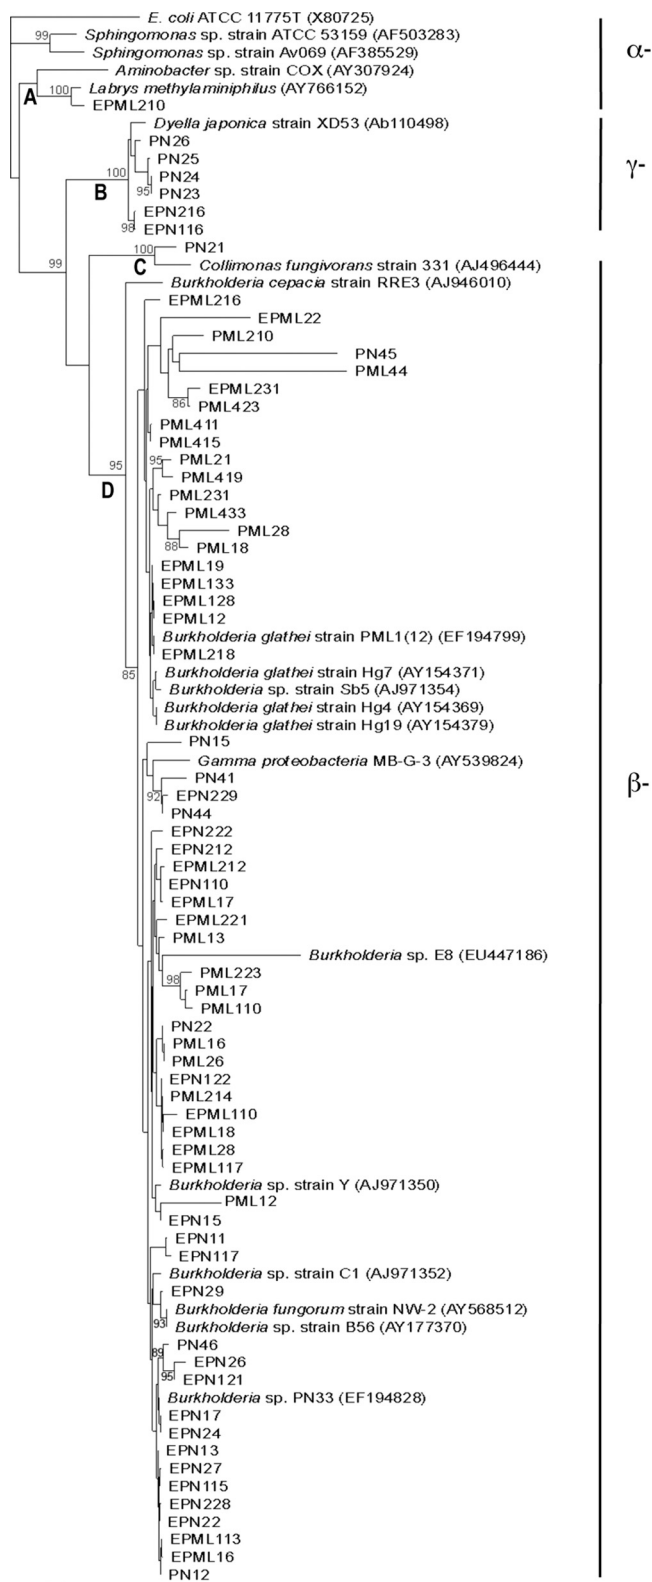 E. coli ATCC 11775T (X80725)
99
Sphingomonas sp. strain ATCC 53159 (AF503283)
Sphingomonas sp. strain Av069 (AF385529)
α-
Aminobacter sp. strain COX (AY307924)
A
100
Labrys methylaminiphilus (AY766152)
EPML210
Dyella japonica strain XD53 (Ab110498)
PN26
PN25
γ-
100
PN24
B
95
PN23
EPN216
98
EPN116
100
PN21
99
C
Collimonas fungivorans strain 331 (AJ496444)
Burkholderia cepacia strain RRE3 (AJ946010)
EPML216
EPML22
PML210
PN45
PML44
EPML231
86
PML423
PML411
PML415
95
95
PML21
PML419
D
PML231
PML433
PML28
88
PML18
EPML19
EPML133
EPML128
EPML12
Burkholderia glathei strain PML1(12) (EF194799)
EPML218
85
Burkholderia glathei strain Hg7 (AY154371)
Burkholderia sp. strain Sb5 (AJ971354)
Burkholderia glathei strain Hg4 (AY154369)
Burkholderia glathei strain Hg19 (AY154379)
PN15
Gamma proteobacteria MB-G-3 (AY539824)
PN41
β-
92
EPN229
PN44
EPN222
EPN212
EPML212
EPN110
EPML17
EPML221
PML13
Burkholderia sp. E8 (EU447186)
98
PML223
PML17
PML110
PN22
PML16
PML26
EPN122
PML214
EPML110
EPML18
EPML28
EPML117
Burkholderia sp. strain Y (AJ971350)
PML12
EPN15
EPN11
EPN117
Burkholderia sp. strain C1 (AJ971352)
EPN29
Burkholderia fungorum strain NW-2 (AY568512)
93
Burkholderia sp. strain B56 (AY177370)
PN46
89
EPN26
95
EPN121
Burkholderia sp. PN33 (EF194828)
EPN17
EPN24
EPN13
EPN27
EPN115
EPN228
EPN22
EPML113
EPML16
PN12